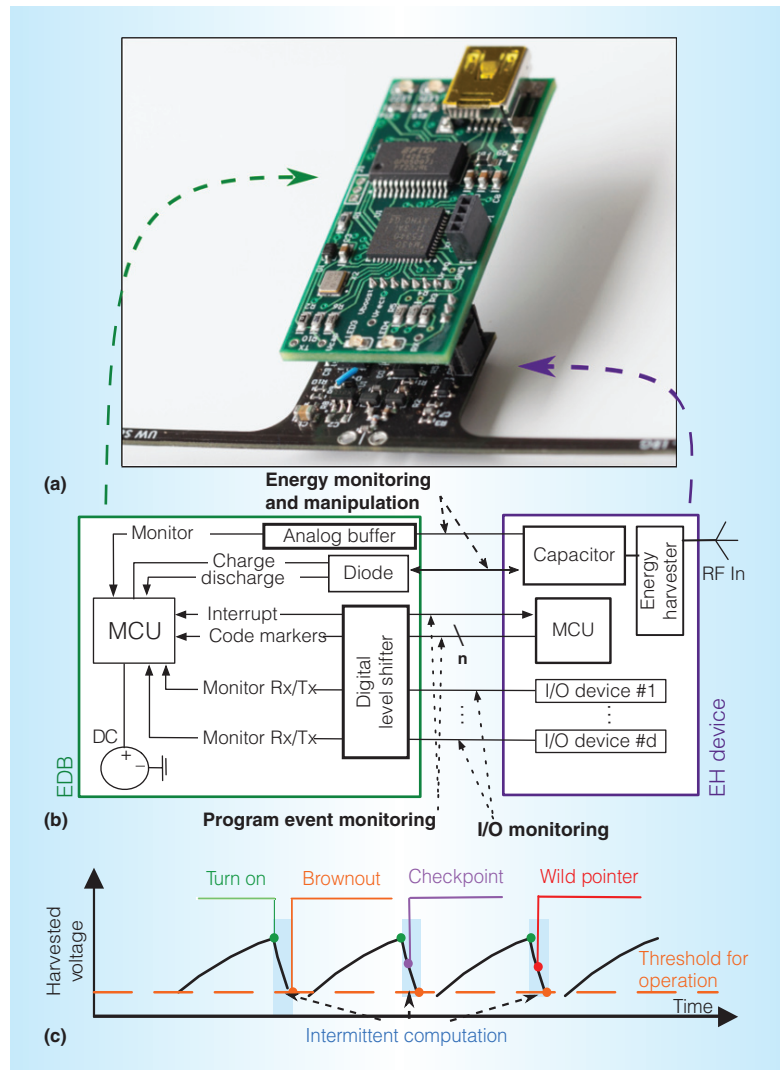 (a)
Energy monitoring
and manipulation
Monitor
Analog buffer
Charge
discharge
Diode
Capacitor
Energy
harvester
RF In
MCU
Interrupt
Code markers
n
MCU
Digital
level shifter
Monitor Rx/Tx
I/O device #1
Monitor Rx/Tx
I/O device #d
DC
+
−
EDB
EH device
(b)
Program event monitoring
I/O monitoring
Turn on
Brownout
Checkpoint
Wild pointer
Harvested
voltage
Threshold for
operation
Time
(c)
Intermittent computation